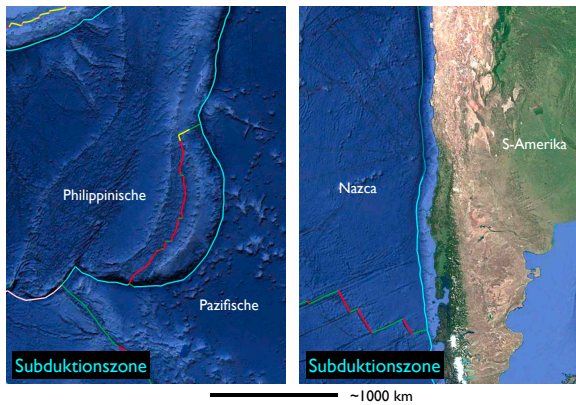 Philippinische
Pazifische
Subduktionszone
S-Amerika
Nazca
Subduktionszone
~1000 km